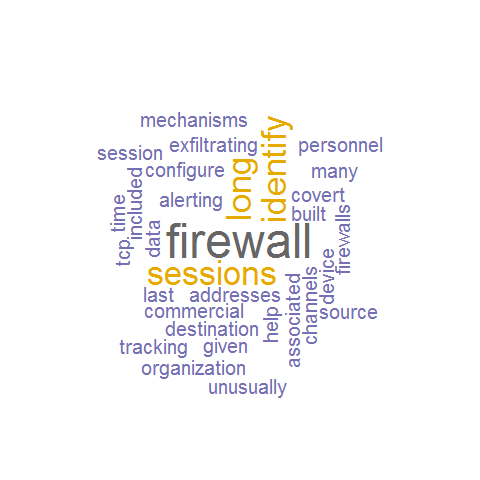 mechanisms
exfiltrating
personnel
session
long
identify
configure
many
time
included
alerting
covert
built
tcp
data
firewall
firewalls
sessions
device
last
addresses
associated
channels
commercial
source
destination
help
tracking
given
organization
unusually